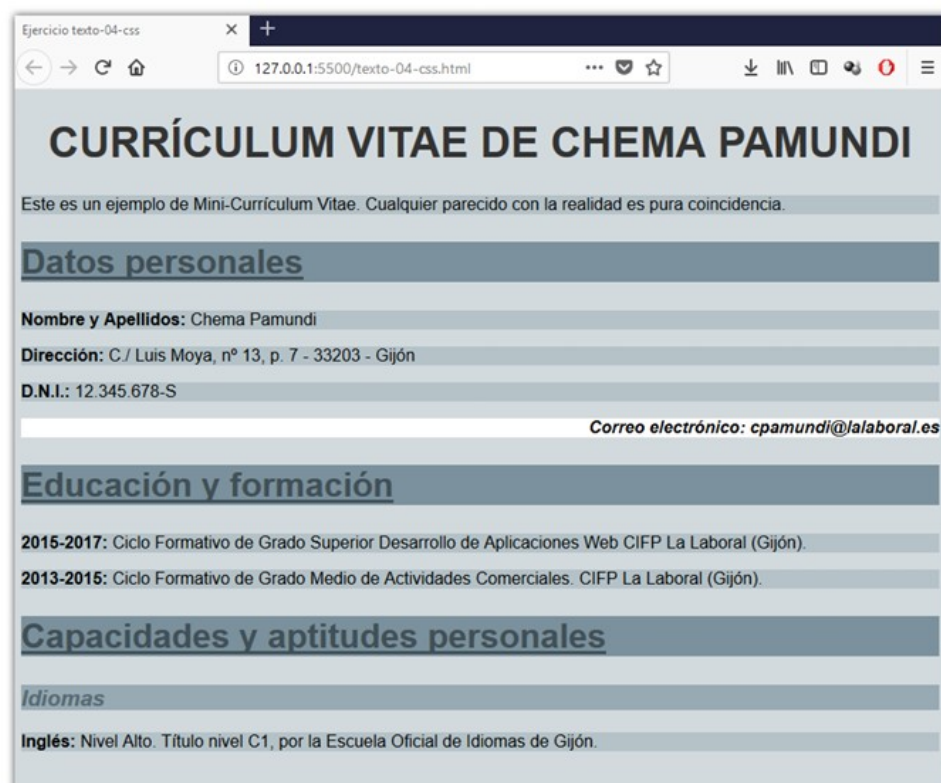 Ejercicio texto-04-css
127.0.0.1:5500/texto-04-css.html
CURRÍCULUM VITAE DE CHEMA PAMUNDI
Este es un ejemplo de Mini-Currículum Vitae. Cualquier parecido con la realidad es pura coincidencia.
Datos personales
Nombre y Apellidos: Chema Pamundi
Dirección: C./ Luis Moya, nº 13, p. 7 - 33203 - Gijón
D.N.I.: 12.345.678-S
Correo electrónico: cpamundi@lalaboral.es
Educación y formación
2015-2017: Ciclo Formativo de Grado Superior Desarrollo de Aplicaciones Web CIFP La Laboral (Gijón).
2013-2015: Ciclo Formativo de Grado Medio de Actividades Comerciales. CIFP La Laboral (Gijón).
Capacidades y aptitudes personales
Idiomas
Inglés: Nivel Alto. Título nivel C1, por la Escuela Oficial de Idiomas de Gijón.